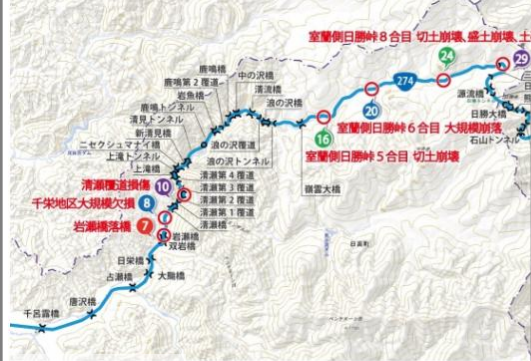 室蘭側日勝峠８合目 切土崩壊、盛土崩壊、土
24
29
鹿鳴橋
鹿鳴第２覆道
岩魚橋
鹿鳴トンネル
清見トンネル
新清見橋
ニセクシュマナイ橋
上滝トンネル
上滝橋
中の沢橋
清流橋
浪の沢橋
274
20
源流橋
日勝大橋
石山トンネル
16
室蘭側日勝峠６合目 大規模崩落
室蘭側日勝峠５合目 切土崩壊
浪の沢覆道
浪の沢トンネル
清瀬第４覆道
清瀬第３覆道
清瀬第２覆道
清瀬第１覆道
清瀬橋
嶺雲大橋
清瀬覆道損傷
10
千栄地区大規模欠損
8
岩瀬橋落橋
7
岩瀬橋
双岩橋
日栄橋
大颱橋
占瀬橋
唐沢橋
千呂露橋
日高町